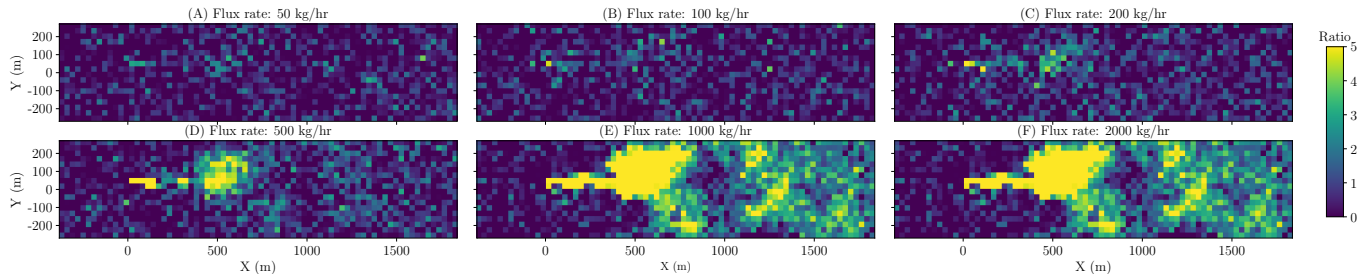 (A) Flux rate: 50 kg/hr
(B) Flux rate: 100 kg/hr
(C) Flux rate: 200 kg/hr
Ratio
Y (m)
200
100
0
-100
-200
(D) Flux rate: 500 kg/hr
(E) Flux rate: 1000 kg/hr
(F) Flux rate: 2000 kg/hr
Y (m)
200
100
0
-100
-200
0 500 1000 1500
0 500 1000 1500
0 500 1000 1500
X (m)
X (m)
X (m)
5
4
3
2
1
0